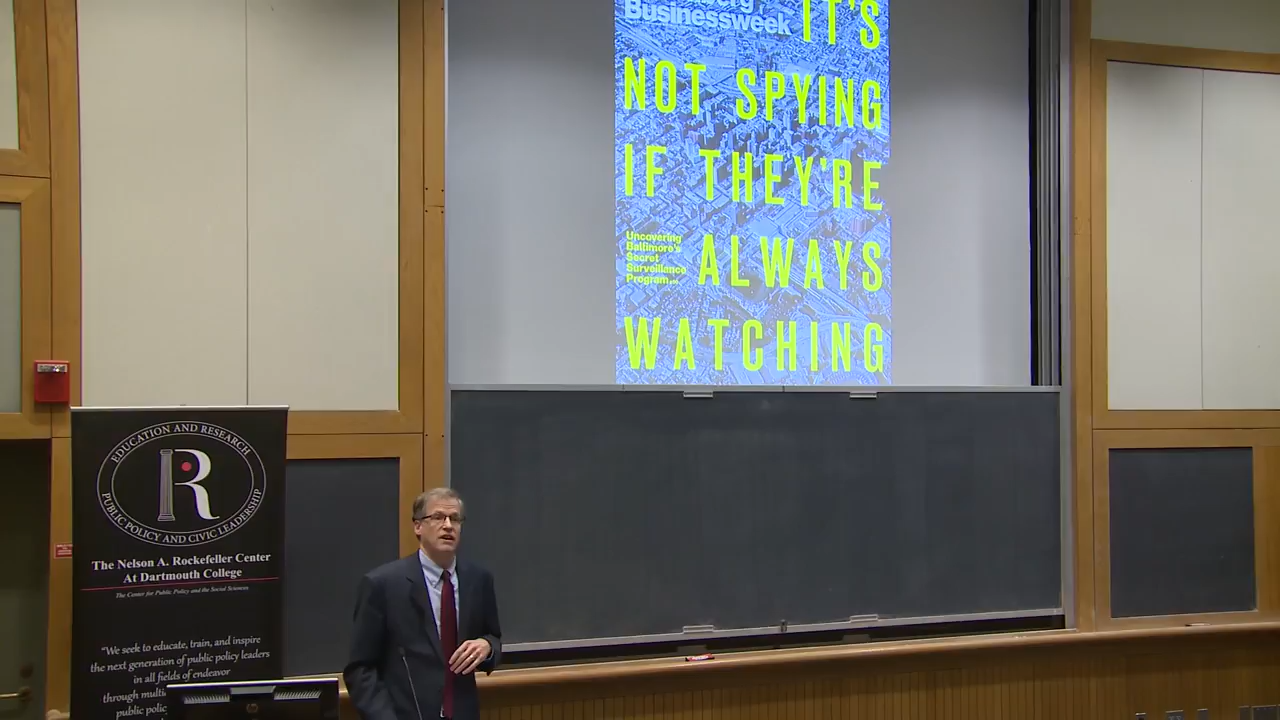 Businessweek
IT'S
NOT SPYING
IF THEY'RE
Uncovering
Baltimore's
Secret
Surveillance
Program...
ALWAYS
WATCHING
EDUCATION AND RESEARCH
R
PUBLIC POLICY AND CIVIC LEADERSHIP
The Nelson A. Rockefeller Center
At Dartmouth College
The Center for Public Policy and the Social Sciences
"We seek to educate, train, and inspire
the next generation of public policy leaders
in all fields of endeavor
through
public